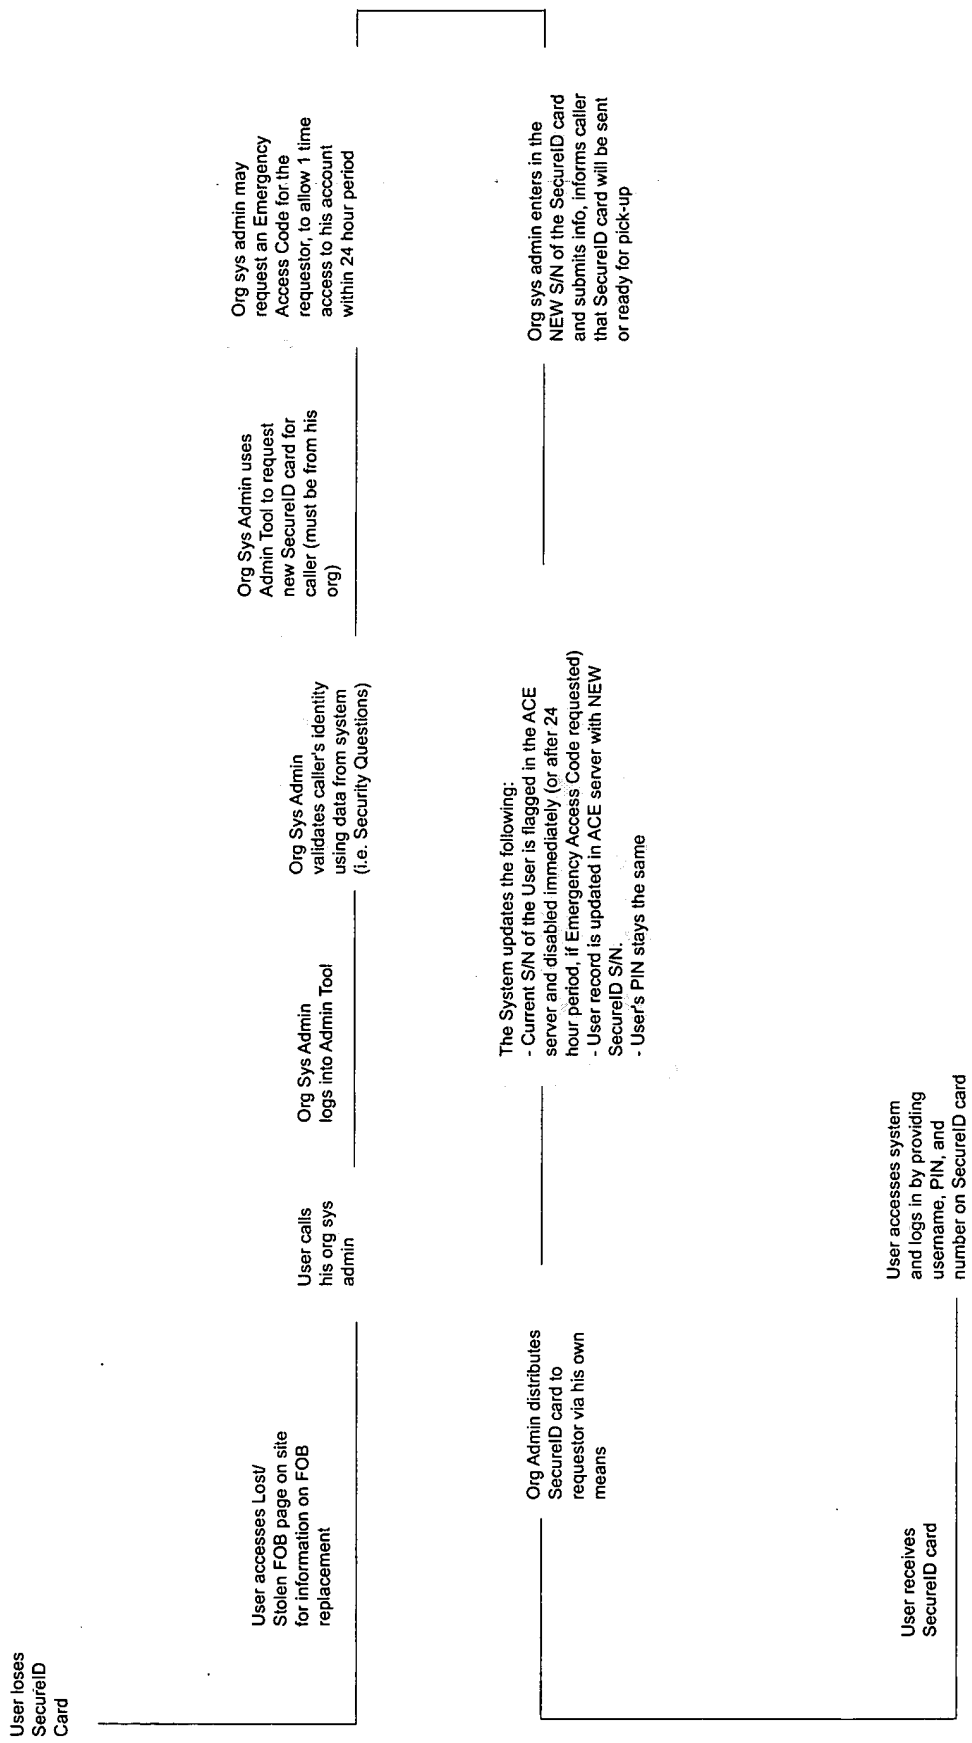 User loses
SecureID
Card
User accesses Lost/
Stolen FOB page on site
for information on FOB
replacement
User calls
his org sys
admin
Org Sys Admin
logs into Admin Tool
Org Sys Admin
validates caller's identity
using data from system
(i.e. Security Questions)
Org Sys Admin uses
Admin Tool to request
new SecureID card for
caller (must be from his
org)
Org sys admin may
request an Emergency
Access Code for the
requestor, to allow 1 time
access to his account
within 24 hour period
Org sys admin enters in the
NEW S/N of the SecureID card
and submits info, informs caller
that SecureID card will be sent
or ready for pick-up
The System updates the following:
- Current S/N of the User is flagged in the ACE
server and disabled immediately (or after 24
hour period, if Emergency Access Code requested)
- User record is updated in ACE server with NEW
SecureID S/N.
- User's PIN stays the same
Org Admin distributes
SecureID card to
requestor via his own
means
User receives
SecureID card
User accesses system
and logs in by providing
username, PIN, and
number on SecureID card